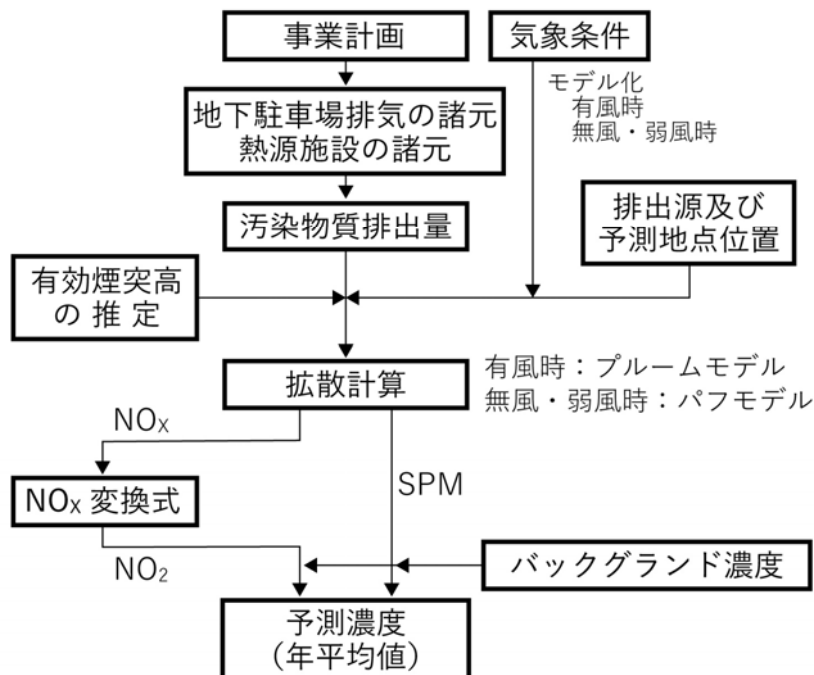 事業計画
気象条件
モデル化
有風時
無風・弱風時
地下駐車場排気の諸元
熱源施設の諸元
汚染物質排出量
排出源及び
予測地点位置
有効煙突高
の 推 定
拡散計算
有風時：プルームモデル
無風・弱風時：パフモデル
NOX
SPM
NOX 変換式
NO2
バックグランド濃度
予測濃度
（年平均値）